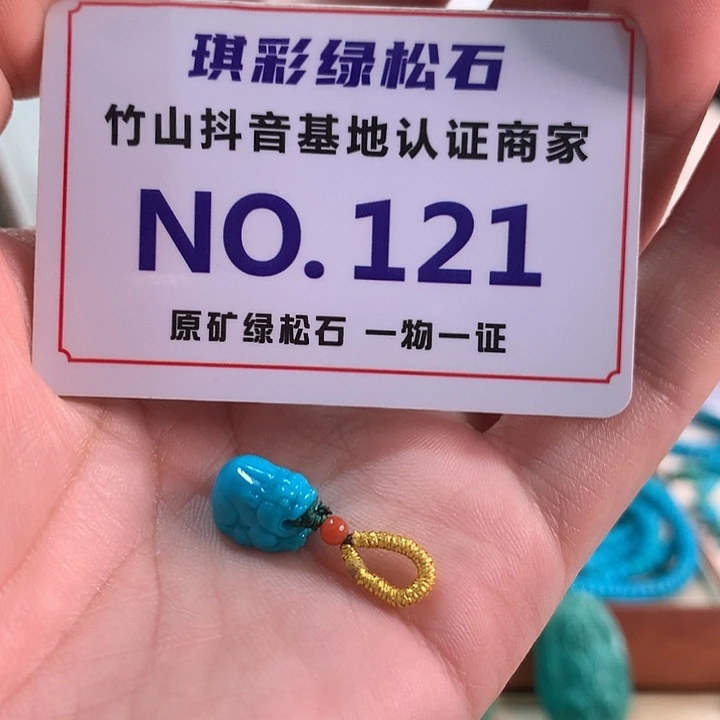 琪彩绿松石
竹山抖音基地认证商家
NO.121
原矿绿松石 一物一证